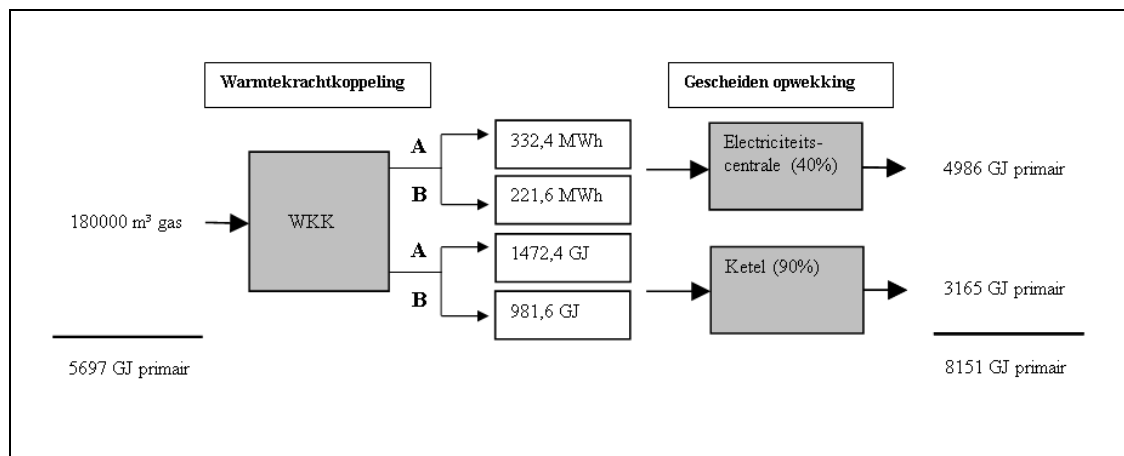 Warmtekrachtkoppeling
Gescheiden opwekking
A
332,4 MWh
Electriciteits-
centrale (40%)
4986 GJ primair
B
221,6 MWh
180000 m³ gas
WKK
A
1472,4 GJ
Ketel (90%)
3165 GJ primair
B
981,6 GJ
5697 GJ primair
8151 GJ primair